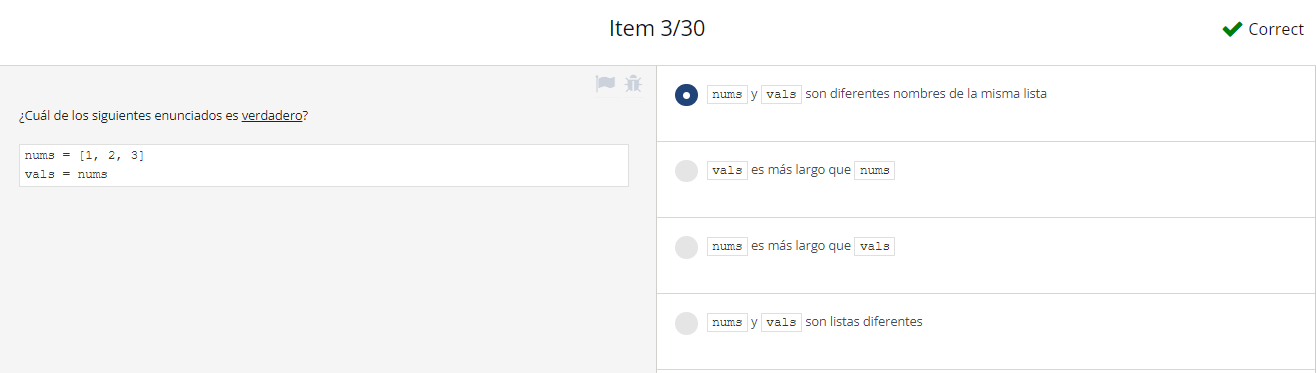 Item 3/30
Correct
¿Cuál de los siguientes enunciados es verdadero?
nums = [1, 2, 3]
vals = nums
nums y vals son diferentes nombres de la misma lista
vals es más largo que nums
nums es más largo que vals
nums y vals son listas diferentes